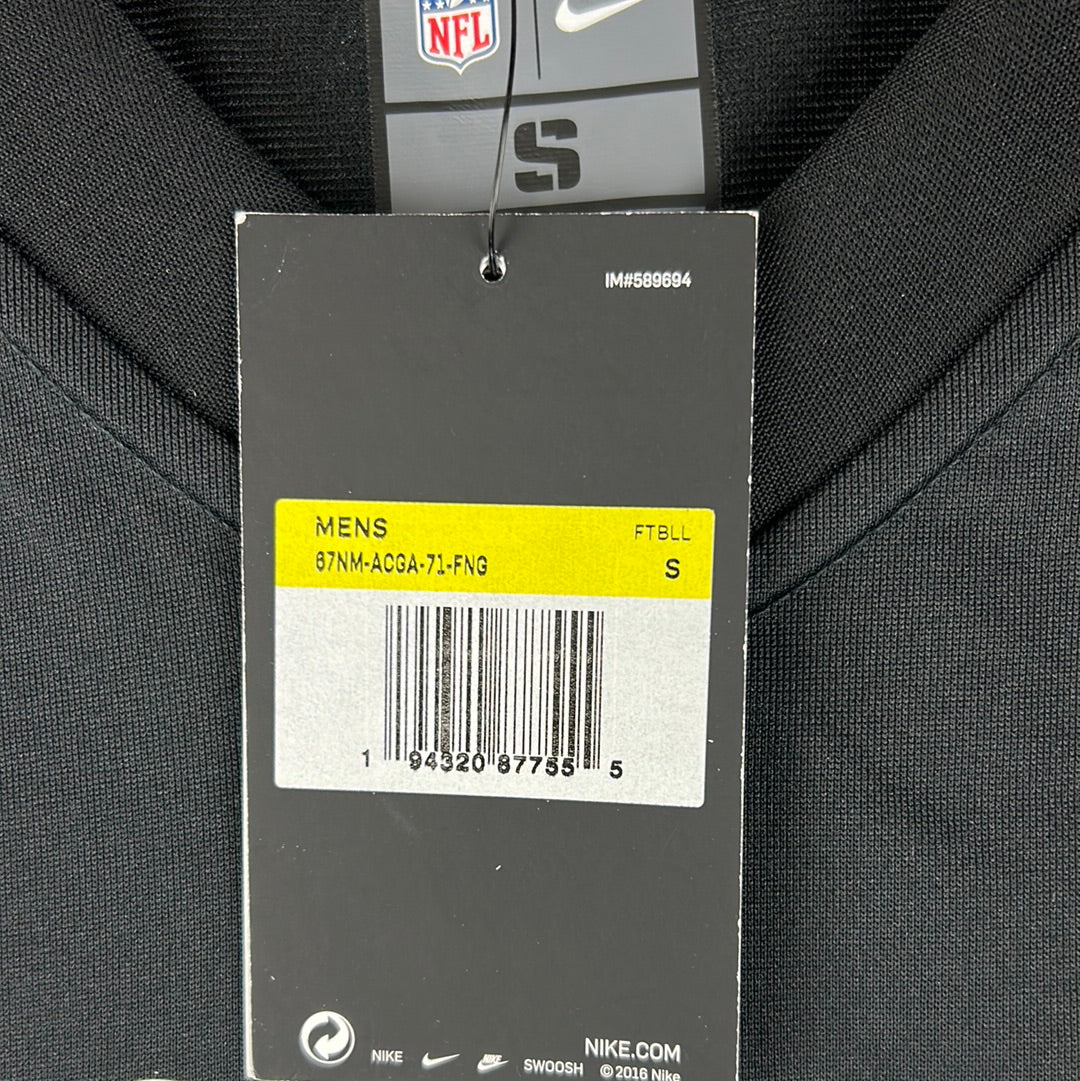 NFL
S
IM#589694
MENS
FTBLL
67NM-ACGA-71-FNG
S
1 94320 87755 5
NIKE.COM
NIKE
NIKE
SWOOSH
©2016 Nike